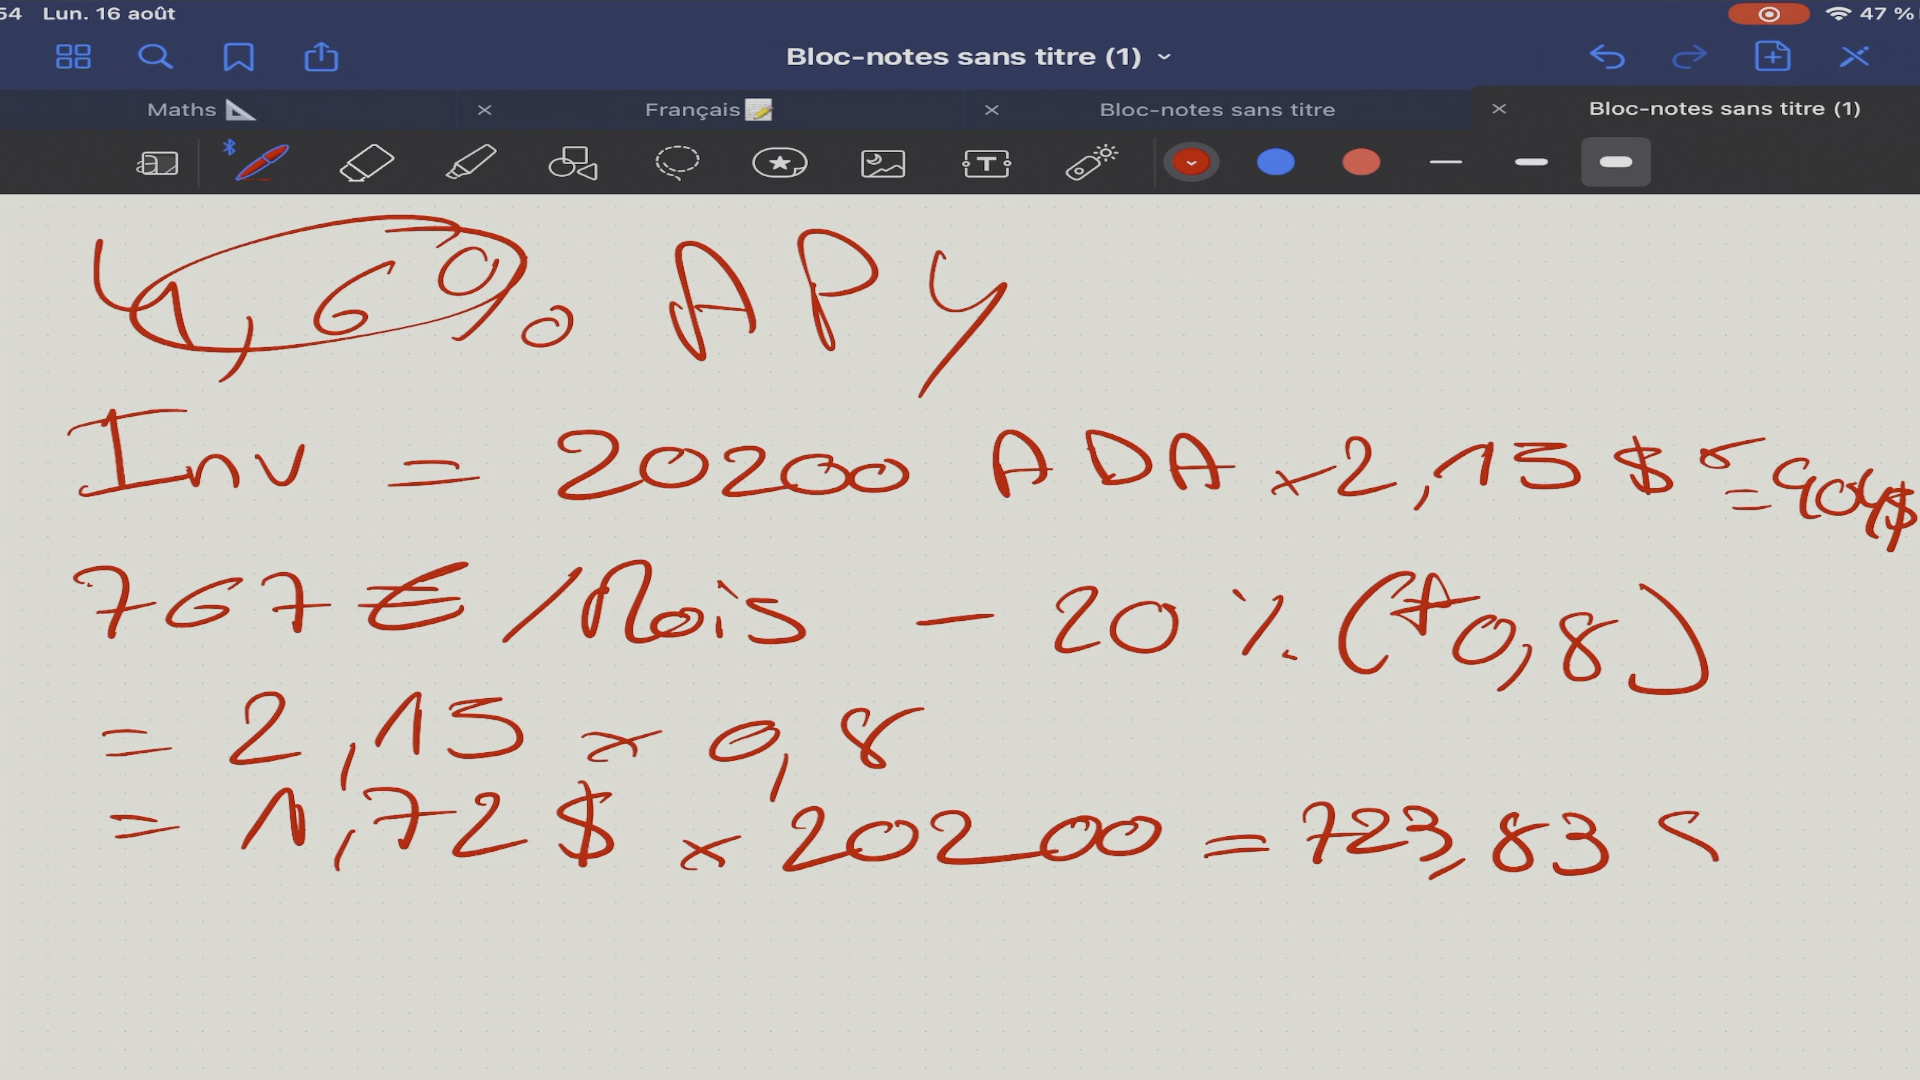 54 Lun. 16 août 47 %
Bloc-notes sans titre (1)
Maths Français Bloc-notes sans titre Bloc-notes sans titre (1)
1,6% APY
Inv = 20200 ADA × 2,15 $ = 904$
767 € /Mois - 20 % (× 0,8)
= 2,15 × 0,8
= 1,72 $ × 20200 = 723,83